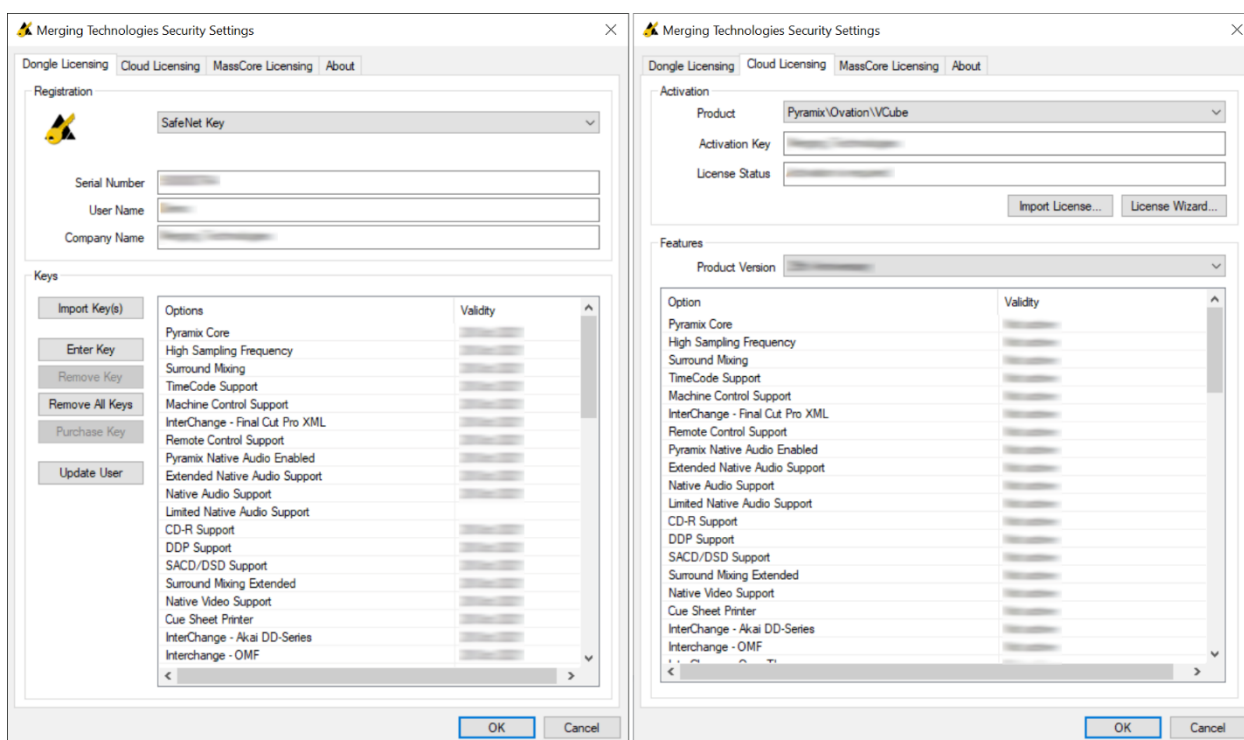 Merging Technologies Security Settings
Dongle Licensing Cloud Licensing MassCore Licensing About
Registration
SafeNet Key
Serial Number
User Name
Company Name
Keys
Import Key(s)
Enter Key
Remove Key
Remove All Keys
Purchase Key
Update User
Options Validity
Pyramix Core
High Sampling Frequency
Surround Mixing
TimeCode Support
Machine Control Support
InterChange - Final Cut Pro XML
Remote Control Support
Pyramix Native Audio Enabled
Extended Native Audio Support
Native Audio Support
Limited Native Audio Support
CD-R Support
DDP Support
SACD/DSD Support
Surround Mixing Extended
Native Video Support
Cue Sheet Printer
InterChange - Akai DD-Series
Interchange - OMF
OK Cancel
Merging Technologies Security Settings
Dongle Licensing Cloud Licensing MassCore Licensing About
Activation
Product Pyramix\Ovation\VCube
Activation Key
License Status
Import License... License Wizard...
Features
Product Version
Option Validity
Pyramix Core
High Sampling Frequency
Surround Mixing
TimeCode Support
Machine Control Support
InterChange - Final Cut Pro XML
Remote Control Support
Pyramix Native Audio Enabled
Extended Native Audio Support
Native Audio Support
Limited Native Audio Support
CD-R Support
DDP Support
SACD/DSD Support
Surround Mixing Extended
Native Video Support
Cue Sheet Printer
InterChange - Akai DD-Series
Interchange - OMF
OK Cancel